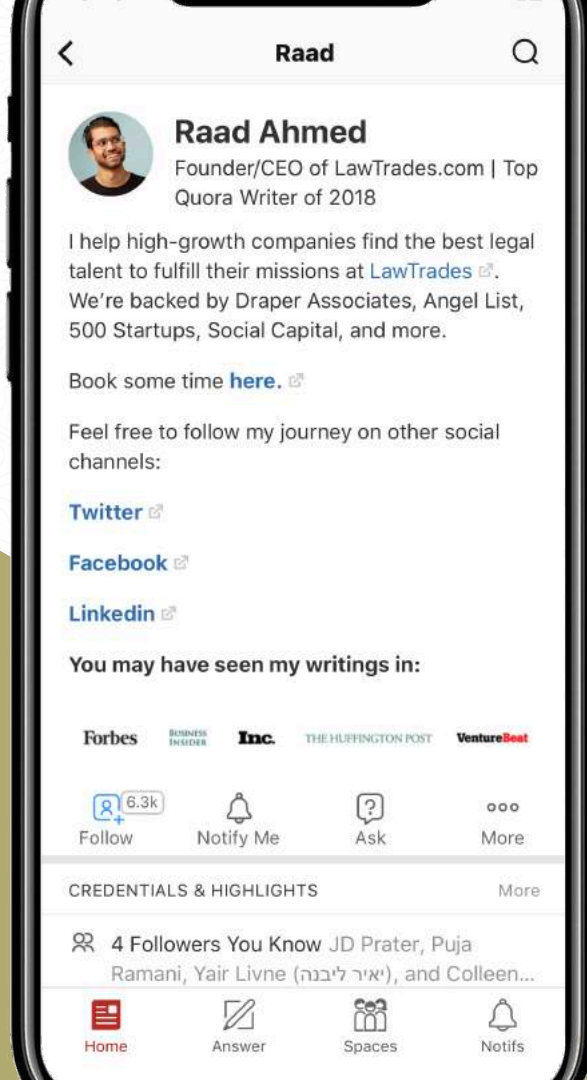 Raad
Raad Ahmed
Founder/CEO of LawTrades.com | Top
Quora Writer of 2018
I help high-growth companies find the best legal
talent to fulfill their missions at LawTrades.
We're backed by Draper Associates, Angel List,
500 Startups, Social Capital, and more.
Book some time here.
Feel free to follow my journey on other social
channels:
Twitter
Facebook
Linkedin
You may have seen my writings in:
Forbes BUSINESS INSIDER Inc. THE HUFFINGTON POST VentureBeat
6.3k
Follow Notify Me Ask More
CREDENTIALS & HIGHLIGHTS More
4 Followers You Know JD Prater, Puja
Ramani, Yair Livne (יאיר ליבנה), and Colleen...
Home Answer Spaces Notifs